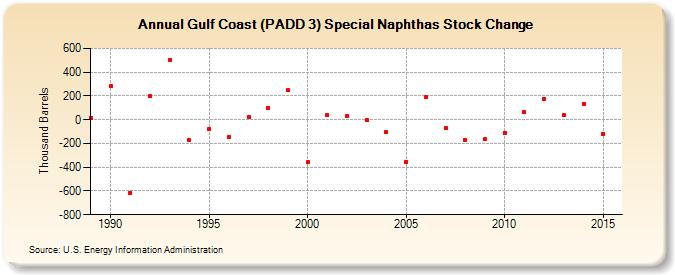 Annual Gulf Coast (PADD 3) Special Naphthas Stock Change
Thousand Barrels
600
400
200
0
-200
-400
-600
-800
1990 1995 2000 2005 2010 2015
Source: U.S. Energy Information Administration